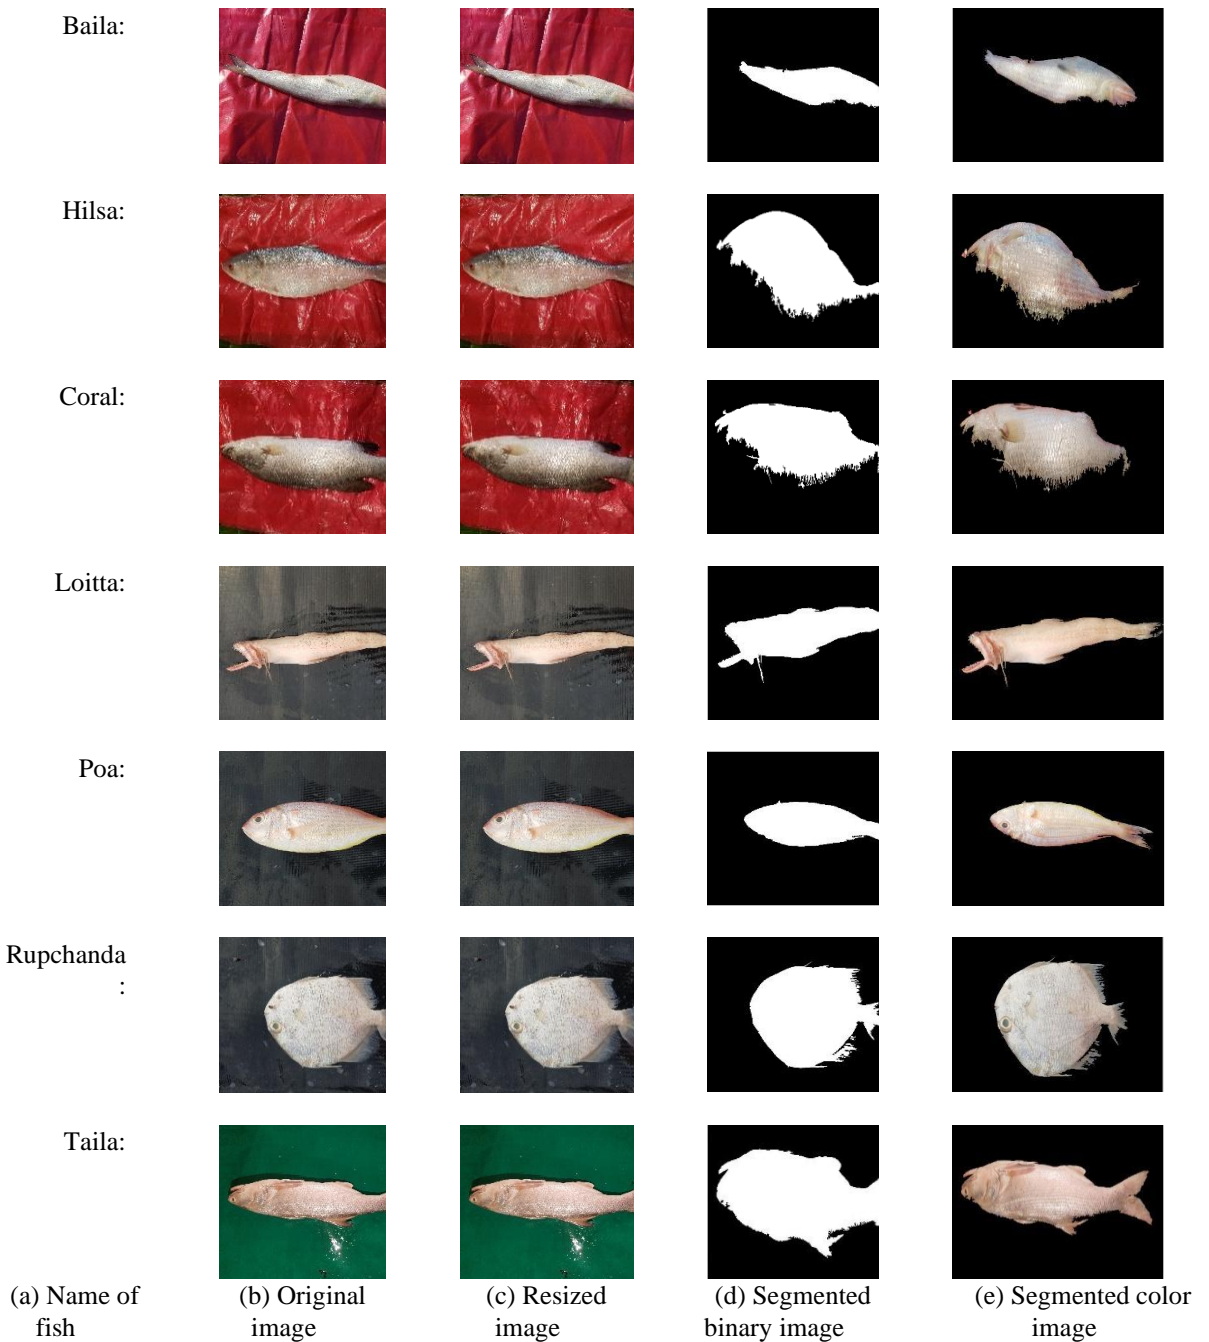 Baila:
Hilsa:
Coral:
Loitta:
Poa:
Rupchanda
:
Taila:
(a) Name of
fish
(b) Original
image
(c) Resized
image
(d) Segmented
binary image
(e) Segmented color
image